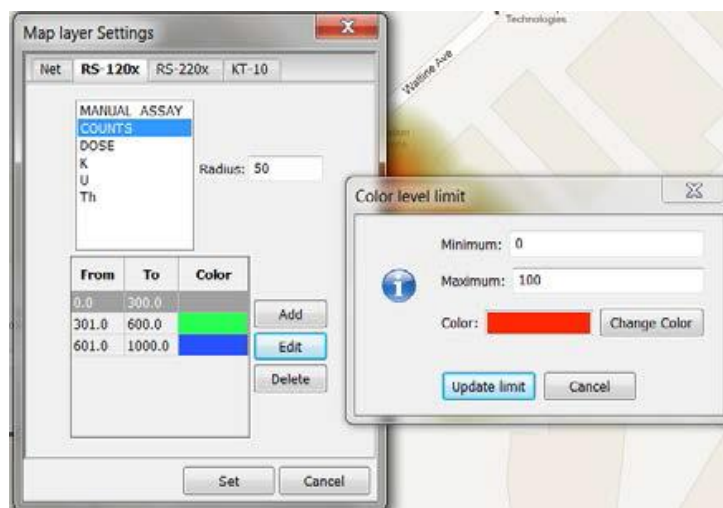 Technologies
Map layer Settings
X
Watline Ave
Net RS-120x RS-220x KT-10
MANUAL ASSAY
COUNTS
DOSE
K
U
Th
Radius: 50
Color level limit
Minimum: 0
Maximum: 100
Color: Change Color
Update limit Cancel
From To Color
0.0 300.0
301.0 600.0
601.0 1000.0
Add
Edit
Delete
Set Cancel